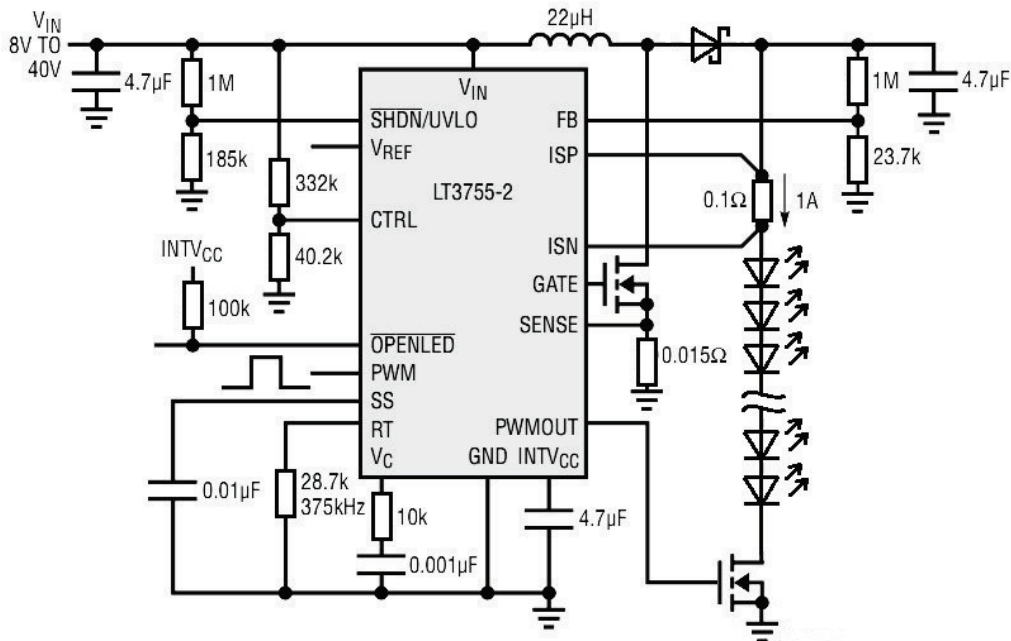 22µH
V_IN
8V TO
40V
4.7µF
1M
V_IN
1M
4.7µF
SHDN/UVLO
FB
185k
V_REF
ISP
23.7k
332k
LT3755-2
0.1Ω
1A
CTRL
ISN
INTV_CC
40.2k
GATE
100k
SENSE
OPENLED
0.015Ω
PWM
SS
RT
PWMOUT
V_C
GND
INTV_CC
0.01µF
28.7k
375kHz
10k
4.7µF
0.001µF